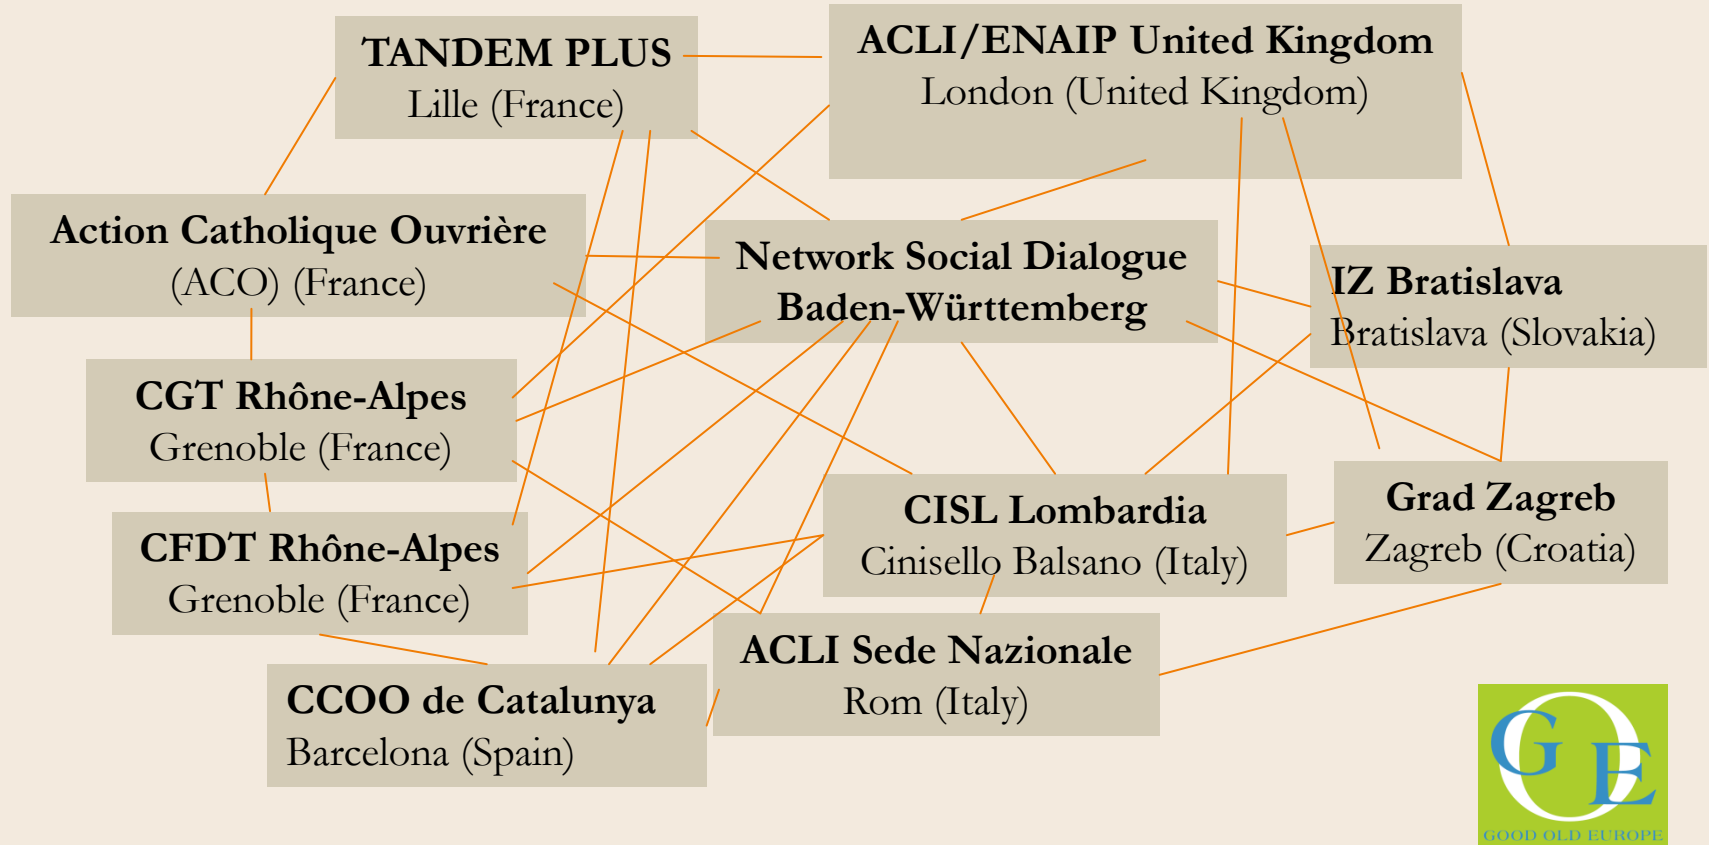 TANDEM PLUS
Lille (France)
ACLI/ENAIP United Kingdom
London (United Kingdom)
Action Catholique Ouvrière
(ACO) (France)
Network Social Dialogue
Baden-Württemberg
IZ Bratislava
Bratislava (Slovakia)
CGT Rhône-Alpes
Grenoble (France)
CISL Lombardia
Cinisello Balsano (Italy)
Grad Zagreb
Zagreb (Croatia)
CFDT Rhône-Alpes
Grenoble (France)
ACLI Sede Nazionale
Rom (Italy)
CCOO de Catalunya
Barcelona (Spain)
GOE
GOOD OLD EUROPE